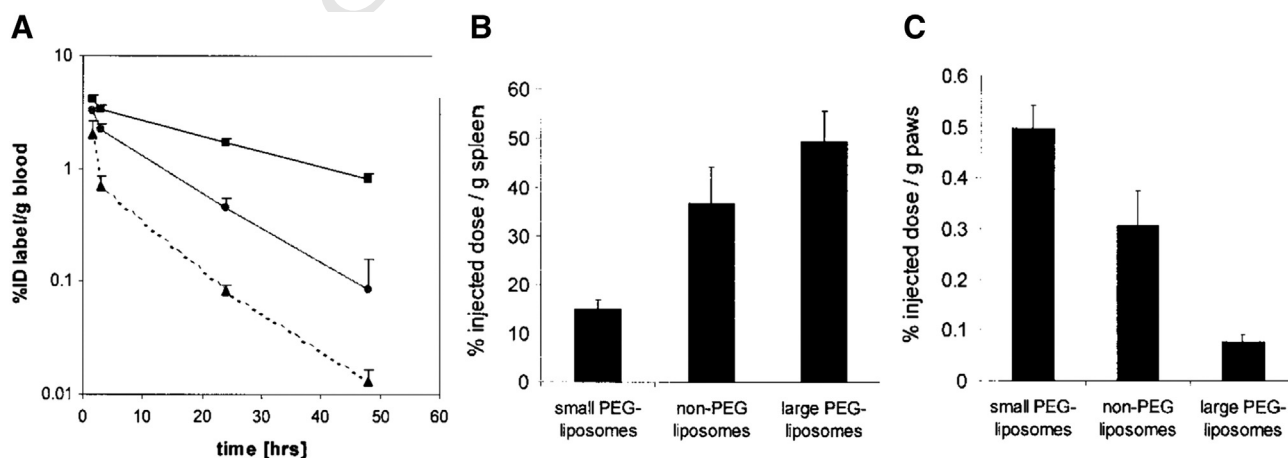 A
%ID label/g blood
10
1
0.1
0.01
0
10
20
30
40
50
60
time [hrs]
B
% injected dose / g spleen
60
50
40
30
20
10
0
small PEG-
liposomes
non-PEG
liposomes
large PEG-
liposomes
C
% injected dose / g paws
0.6
0.5
0.4
0.3
0.2
0.1
0
small PEG-
liposomes
non-PEG
liposomes
large PEG-
liposomes